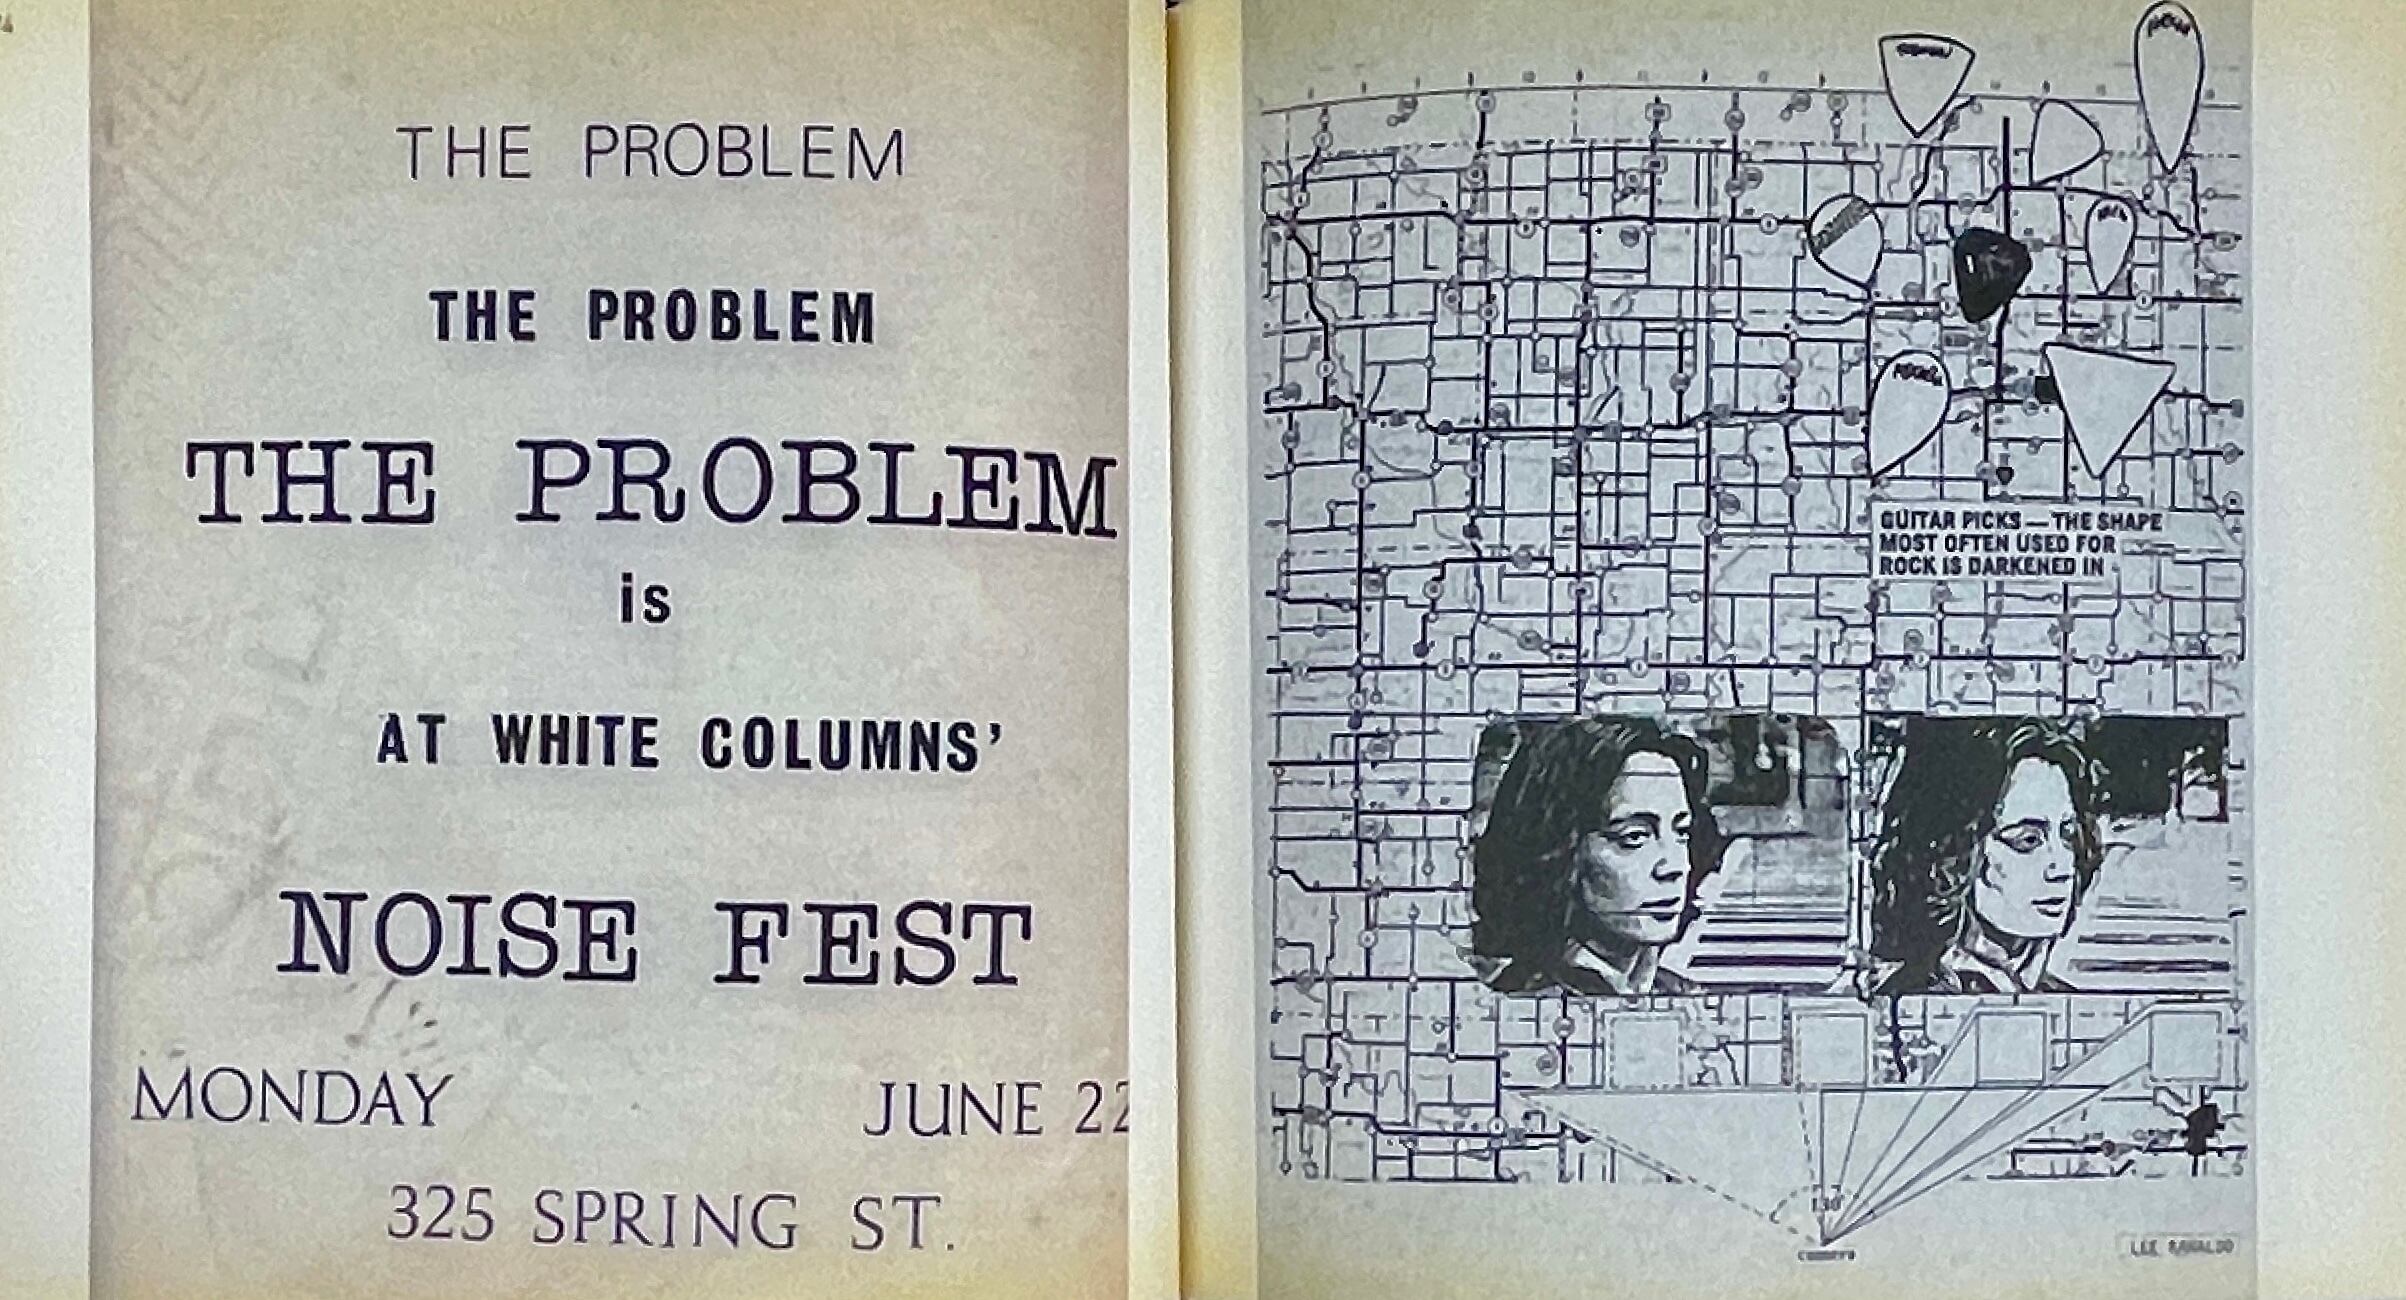 THE PROBLEM
THE PROBLEM
THE PROBLEM
is
AT WHITE COLUMNS'
NOISE FEST
MONDAY JUNE 22
325 SPRING ST.
GUITAR PICKS — THE SHAPE
MOST OFTEN USED FOR
ROCK IS DARKENED IN
LEE RANALDO